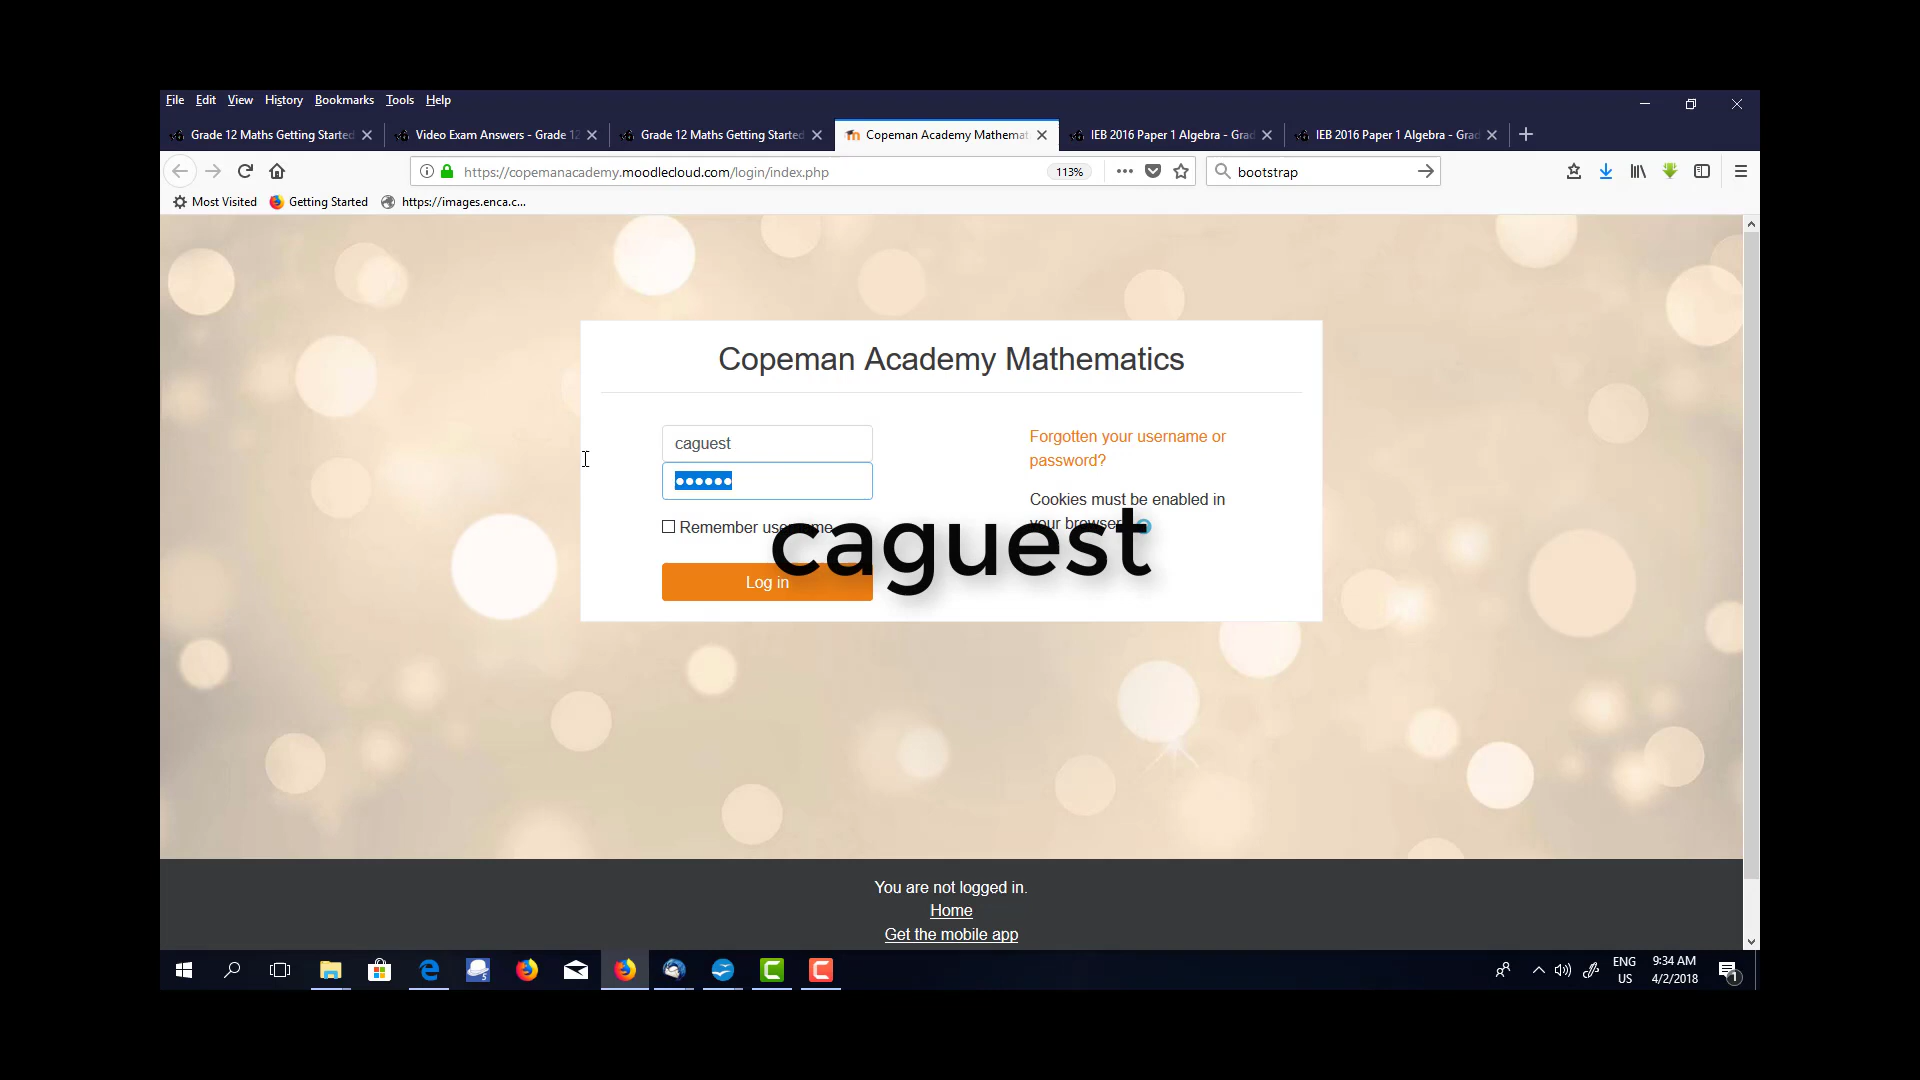 File Edit View History Bookmarks Tools Help
Grade 12 Maths Getting Started
Video Exam Answers - Grade 12
Grade 12 Maths Getting Started
Copeman Academy Mathemat
IEB 2016 Paper 1 Algebra - Grad
IEB 2016 Paper 1 Algebra - Grad
https://copemanacademy.moodlecloud.com/login/index.php
113%
bootstrap
Most Visited
Getting Started
https://images.enca.c...
Copeman Academy Mathematics
caguest
Remember username
Log in
Forgotten your username or
password?
Cookies must be enabled in
your browser
caguest
You are not logged in.
Home
Get the mobile app
ENG
US
9:34 AM
4/2/2018
1